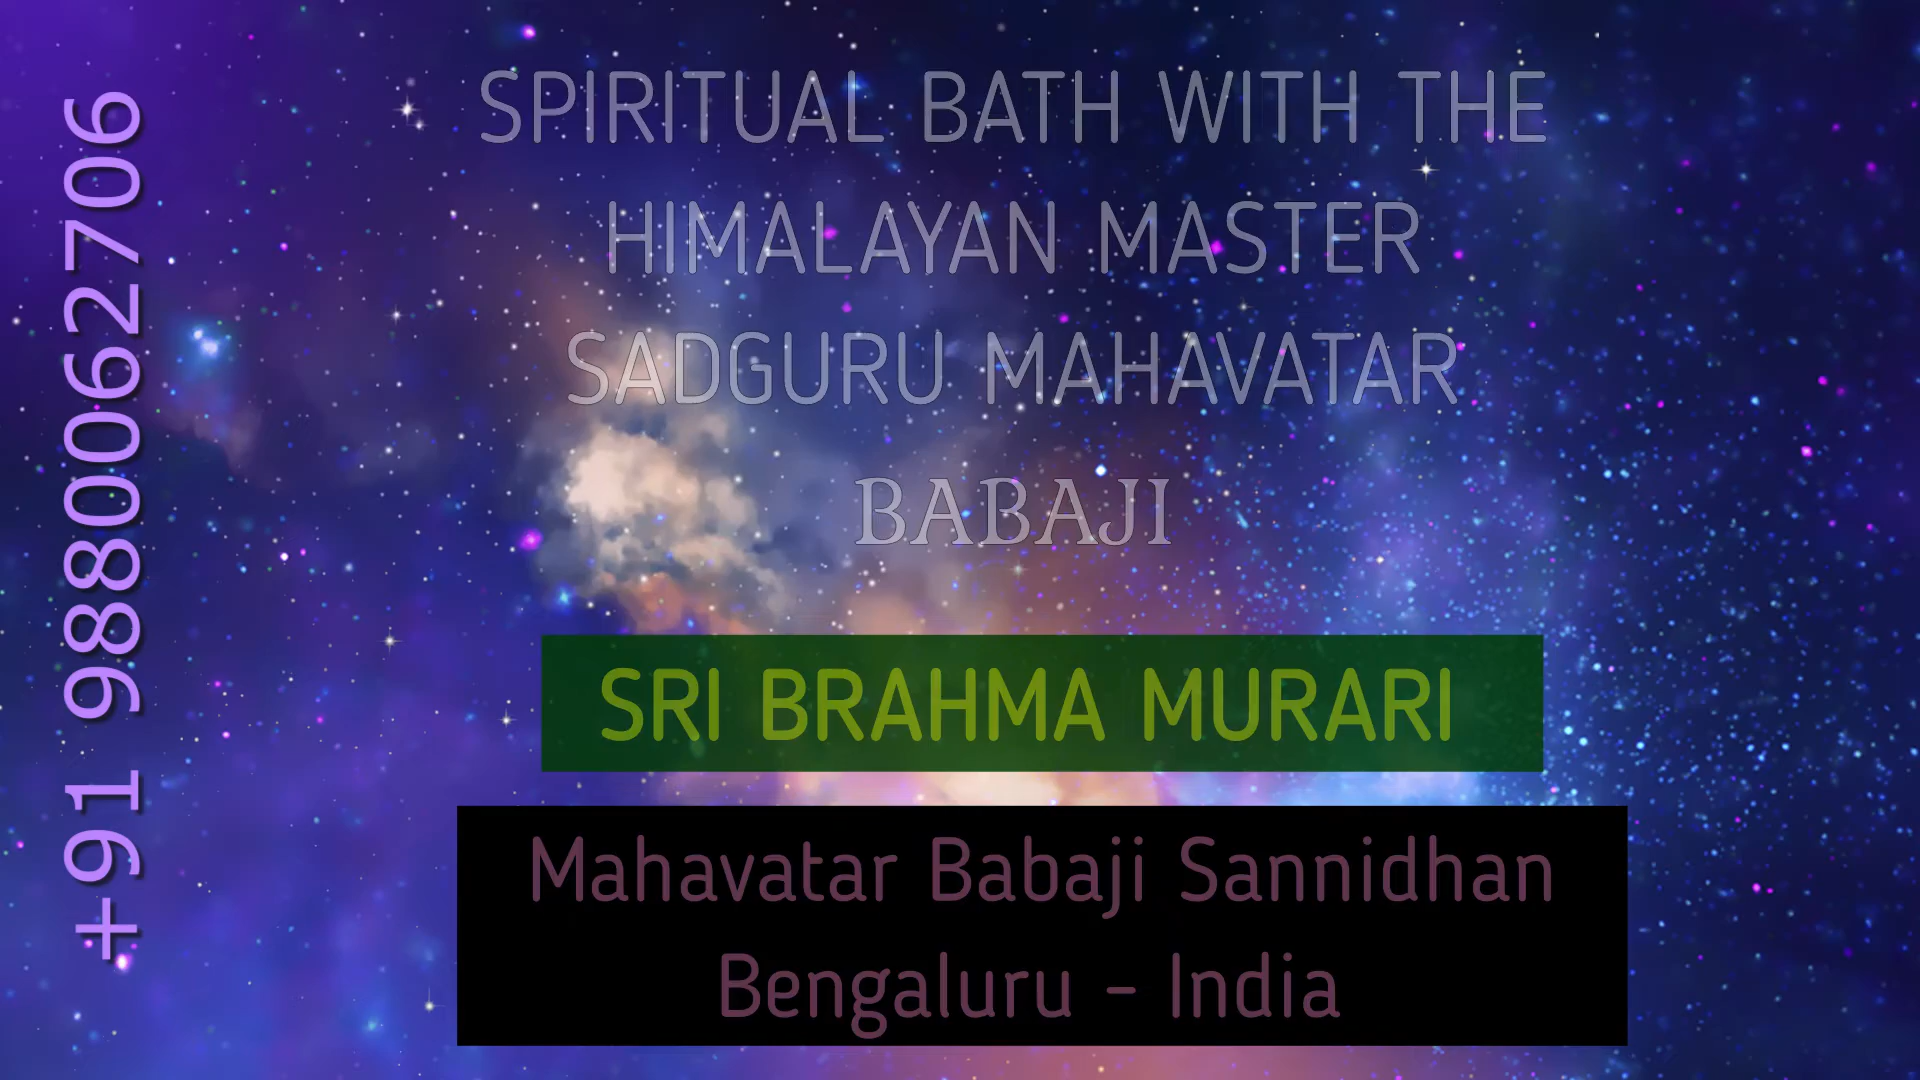 +91 9880062706
SPIRITUAL BATH WITH THE
HIMALAYAN MASTER
SADGURU MAHAVATAR
BABAJI
SRI BRAHMA MURARI
Mahavatar Babaji Sannidhan
Bengaluru - India